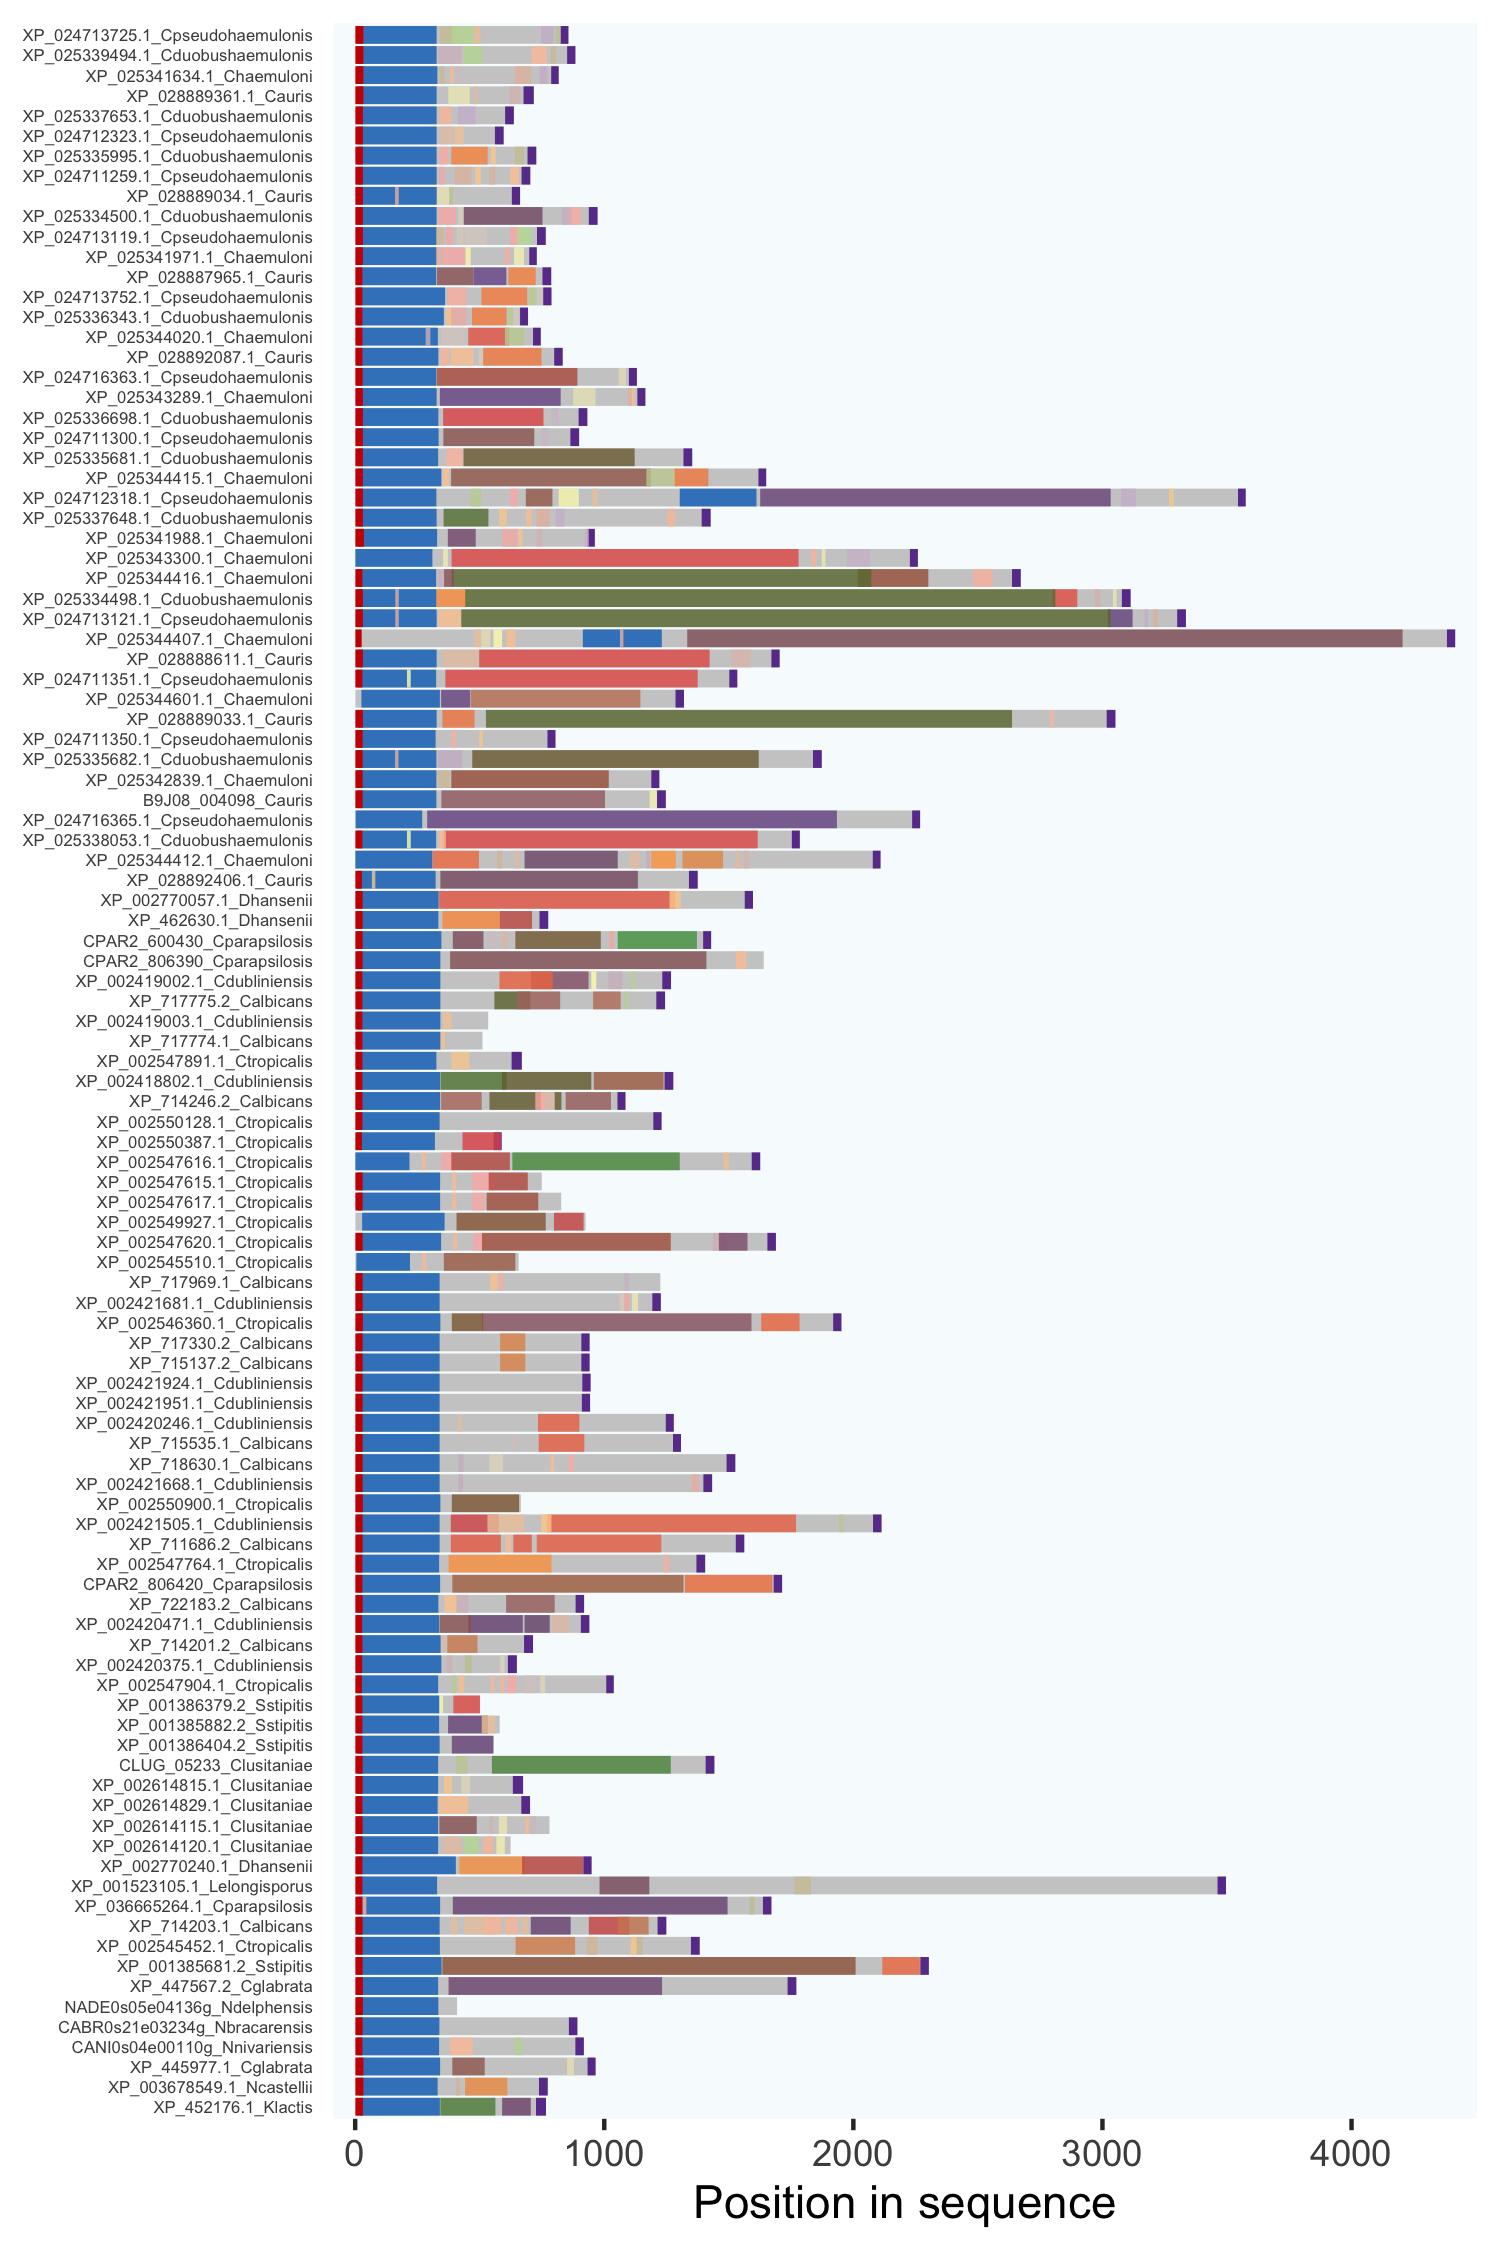 XP_024713725.1_Cpseudohaemulonis
XP_025339494.1_Cduobushaemulonis
XP_025341634.1_Chaemuloni
XP_028889361.1_Cauris
XP_025337653.1_Cduobushaemulonis
XP_024712323.1_Cpseudohaemulonis
XP_025335995.1_Cduobushaemulonis
XP_024711259.1_Cpseudohaemulonis
XP_028889034.1_Cauris
XP_025334500.1_Cduobushaemulonis
XP_024713119.1_Cpseudohaemulonis
XP_025341971.1_Chaemuloni
XP_028887965.1_Cauris
XP_024713752.1_Cpseudohaemulonis
XP_025336343.1_Cduobushaemulonis
XP_025344020.1_Chaemuloni
XP_028892087.1_Cauris
XP_024716363.1_Cpseudohaemulonis
XP_025343289.1_Chaemuloni
XP_025336698.1_Cduobushaemulonis
XP_024711300.1_Cpseudohaemulonis
XP_025335681.1_Cduobushaemulonis
XP_025344415.1_Chaemuloni
XP_024712318.1_Cpseudohaemulonis
XP_025337648.1_Cduobushaemulonis
XP_025341988.1_Chaemuloni
XP_025343300.1_Chaemuloni
XP_025344416.1_Chaemuloni
XP_025334498.1_Cduobushaemulonis
XP_024713121.1_Cpseudohaemulonis
XP_025344407.1_Chaemuloni
XP_028888611.1_Cauris
XP_024711351.1_Cpseudohaemulonis
XP_025344601.1_Chaemuloni
XP_028889033.1_Cauris
XP_024711350.1_Cpseudohaemulonis
XP_025335682.1_Cduobushaemulonis
XP_025342839.1_Chaemuloni
B9J08_004098_Cauris
XP_024716365.1_Cpseudohaemulonis
XP_025338053.1_Cduobushaemulonis
XP_025344412.1_Chaemuloni
XP_028892406.1_Cauris
XP_002770057.1_Dhansenii
XP_462630.1_Dhansenii
CPAR2_600430_Cparapsilosis
CPAR2_806390_Cparapsilosis
XP_002419002.1_Cdubliniensis
XP_717775.2_Calbicans
XP_002419003.1_Cdubliniensis
XP_717774.1_Calbicans
XP_002547891.1_Ctropicalis
XP_002418802.1_Cdubliniensis
XP_714246.2_Calbicans
XP_002550128.1_Ctropicalis
XP_002550387.1_Ctropicalis
XP_002547616.1_Ctropicalis
XP_002547615.1_Ctropicalis
XP_002547617.1_Ctropicalis
XP_002549927.1_Ctropicalis
XP_002547620.1_Ctropicalis
XP_002545510.1_Ctropicalis
XP_717969.1_Calbicans
XP_002421681.1_Cdubliniensis
XP_002546360.1_Ctropicalis
XP_717330.2_Calbicans
XP_715137.2_Calbicans
XP_002421924.1_Cdubliniensis
XP_002421951.1_Cdubliniensis
XP_002420246.1_Cdubliniensis
XP_715535.1_Calbicans
XP_718630.1_Calbicans
XP_002421668.1_Cdubliniensis
XP_002550900.1_Ctropicalis
XP_002421505.1_Cdubliniensis
XP_711686.2_Calbicans
XP_002547764.1_Ctropicalis
CPAR2_806420_Cparapsilosis
XP_722183.2_Calbicans
XP_002420471.1_Cdubliniensis
XP_714201.2_Calbicans
XP_002420375.1_Cdubliniensis
XP_002547904.1_Ctropicalis
XP_001386379.2_Sstipitis
XP_001385882.2_Sstipitis
XP_001386404.2_Sstipitis
CLUG_05233_Clusitaniae
XP_002614815.1_Clusitaniae
XP_002614829.1_Clusitaniae
XP_002614115.1_Clusitaniae
XP_002614120.1_Clusitaniae
XP_002770240.1_Dhansenii
XP_001523105.1_Lelongisporus
XP_036665264.1_Cparapsilosis
XP_714203.1_Calbicans
XP_002545452.1_Ctropicalis
XP_001385681.2_Sstipitis
XP_447567.2_Cglabrata
NADE0s05e04136g_Ndelphensis
CABR0s21e03234g_Nbracarensis
CANI0s04e00110g_Nnivariensis
XP_445977.1_Cglabrata
XP_003678549.1_Ncastellii
XP_452176.1_Klactis
0 1000 2000 3000 4000
Position in sequence